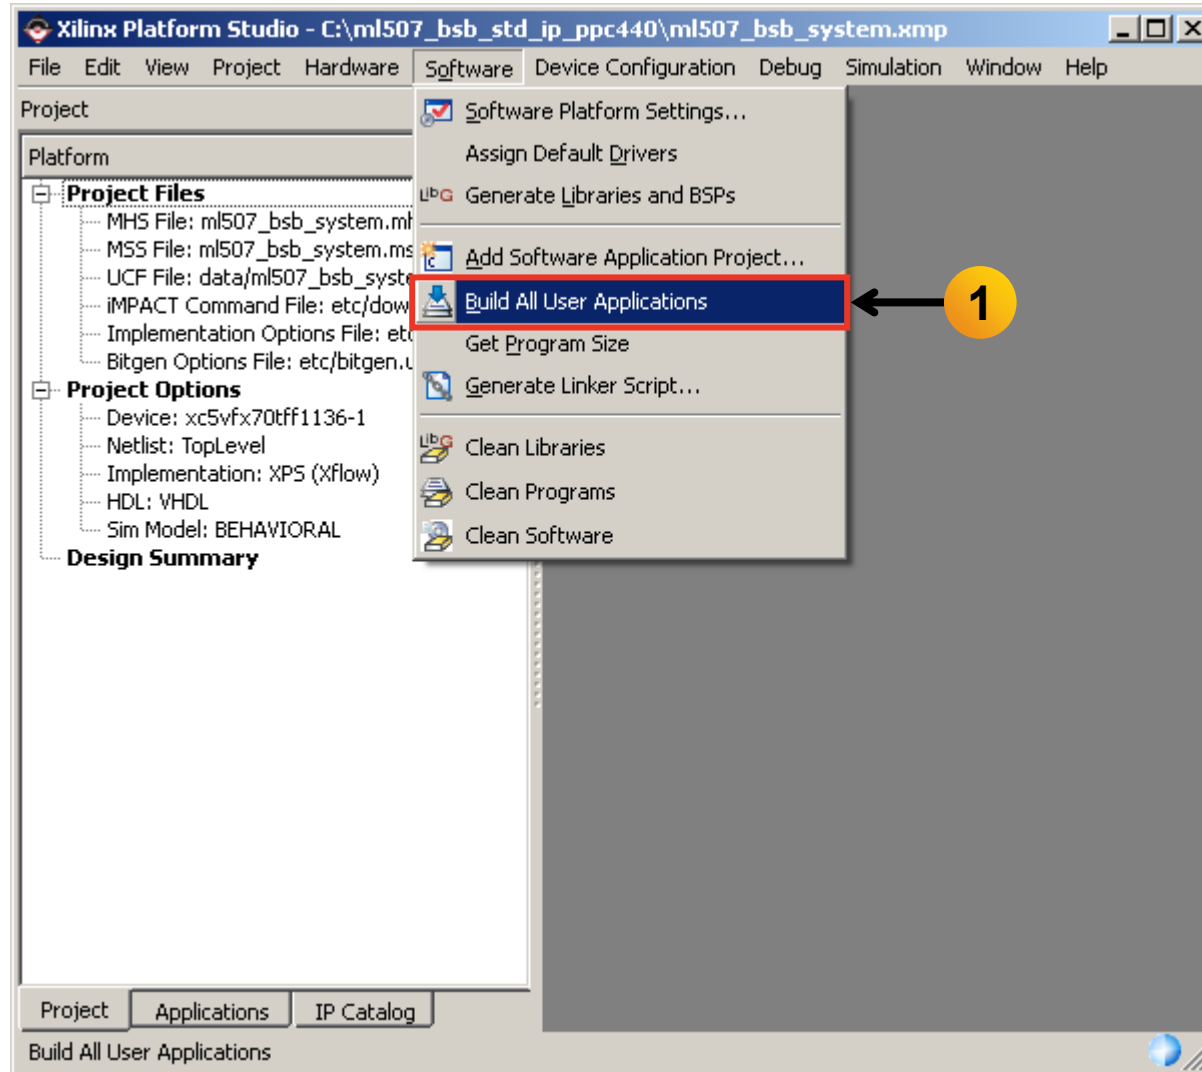 Xilinx Platform Studio - C:\ml507_bsb_std_ip_ppc440\ml507_bsb_system.xmp
File Edit View Project Hardware Software Device Configuration Debug Simulation Window Help
Project
Platform
Project Files
MHS File: ml507_bsb_system.mh
MSS File: ml507_bsb_system.ms
UCF File: data/ml507_bsb_syste
iMPACT Command File: etc/dow
Implementation Options File: etc
Bitgen Options File: etc/bitgen.u
Project Options
Device: xc5vfx70tff1136-1
Netlist: TopLevel
Implementation: XPS (Xflow)
HDL: VHDL
Sim Model: BEHAVIORAL
Design Summary
Software Platform Settings...
Assign Default Drivers
LibG Generate Libraries and BSPs
Add Software Application Project...
Build All User Applications
1
Get Program Size
Generate Linker Script...
LibG Clean Libraries
Clean Programs
Clean Software
Project Applications IP Catalog
Build All User Applications